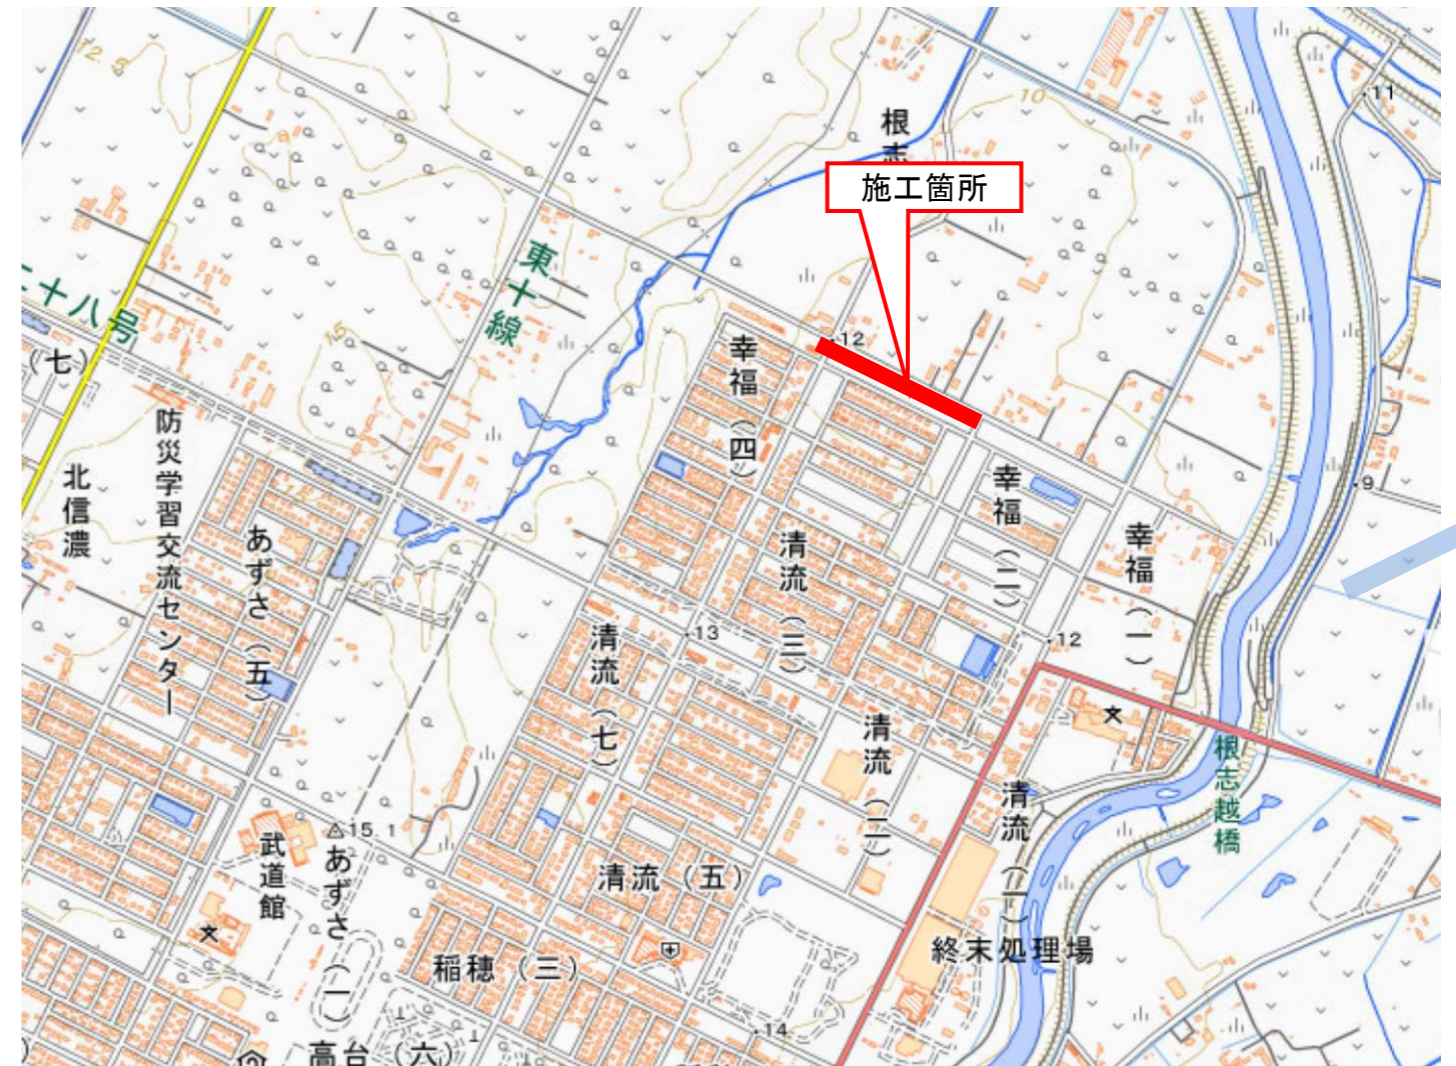 12.5
10
11
根志
施工箇所
東十線
二十八号
(七)
12
15
幸福(四)
防災学習交流センター
北信濃
あずさ(五)
幸福(二)
9
清流(三)
幸福(一)
清流(七)
13
12
清流(二)
根志越橋
清流(一)
15.1
武道館
あずさ(一)
清流(五)
終末処理場
稲穂(三)
14
高台(六)